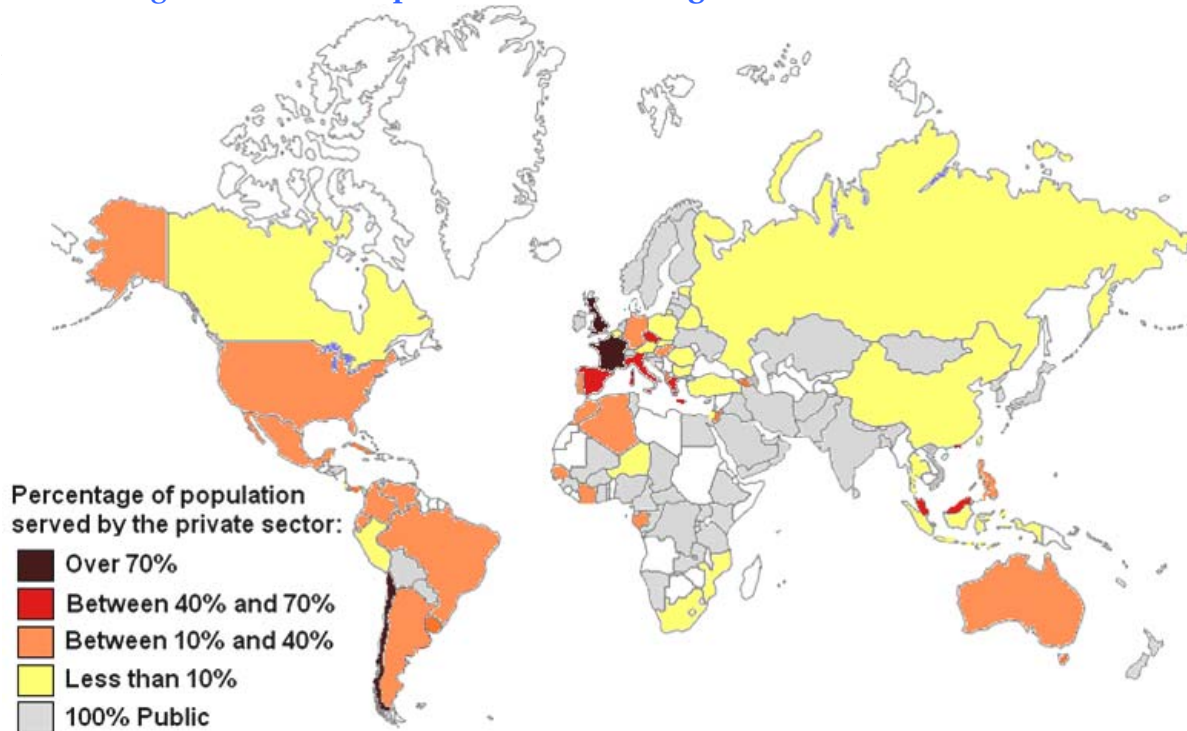 Percentage of population
served by the private sector:
Over 70%
Between 40% and 70%
Between 10% and 40%
Less than 10%
100% Public